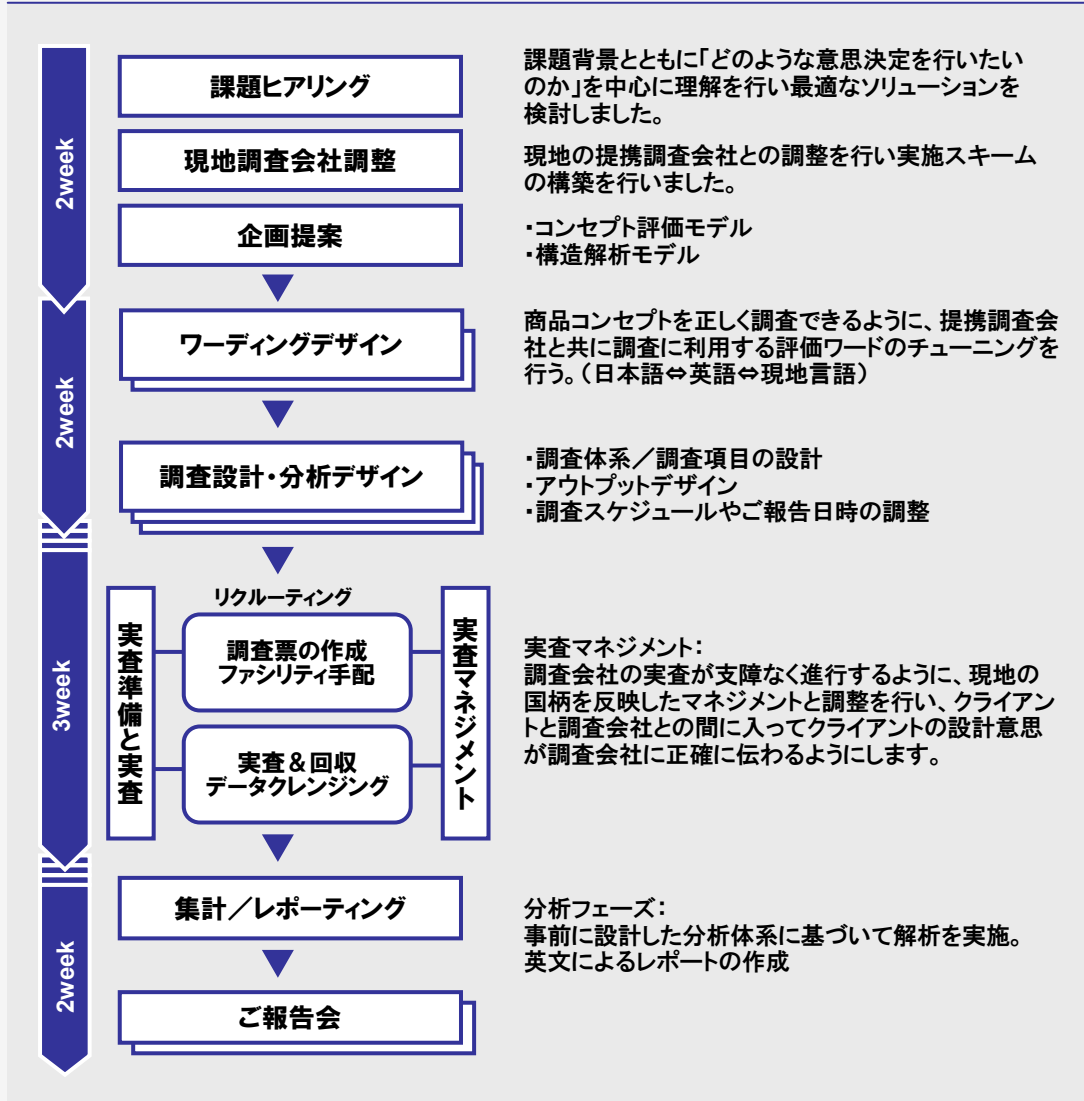 2week
課題ヒアリング
課題背景とともに「どのような意思決定を行いたい
のか」を中心に理解を行い最適なソリューションを
検討しました。
現地調査会社調整
現地の提携調査会社との調整を行い実施スキーム
の構築を行いました。
企画提案
・コンセプト評価モデル
・構造解析モデル
2week
ワーディングデザイン
商品コンセプトを正しく調査できるように、提携調査会
社と共に調査に利用する評価ワードのチューニングを
行う。（日本語⇔英語⇔現地言語）
調査設計・分析デザイン
・調査体系／調査項目の設計
・アウトプットデザイン
・調査スケジュールやご報告日時の調整
3week
実査準備と実査
リクルーティング
調査票の作成
ファシリティ手配
実査＆回収
データクレンジング
実査マネジメント
実査マネジメント：
調査会社の実査が支障なく進行するように、現地の
国柄を反映したマネジメントと調整を行い、クライアン
トと調査会社との間に入ってクライアントの設計意思
が調査会社に正確に伝わるようにします。
2week
集計／レポーティング
分析フェーズ：
事前に設計した分析体系に基づいて解析を実施。
英文によるレポートの作成
ご報告会